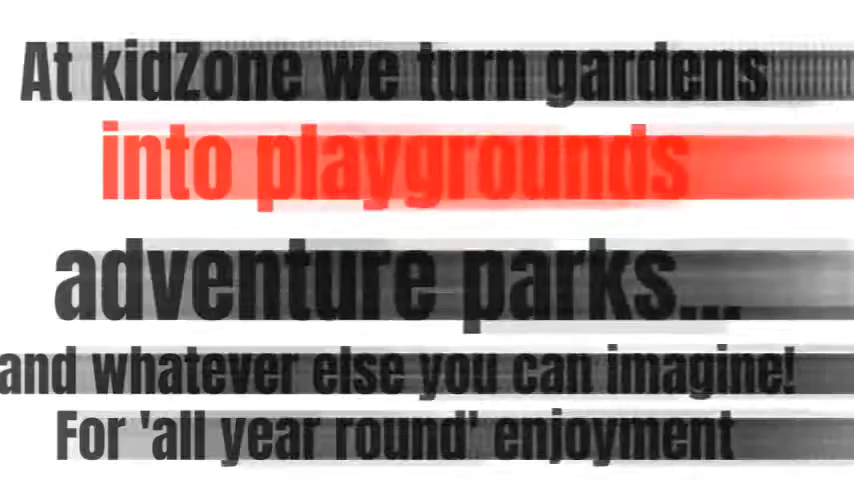 At kidZone we turn gardens
into playgrounds
adventure parks...
and whatever else you can imagine!
For 'all year round' enjoyment